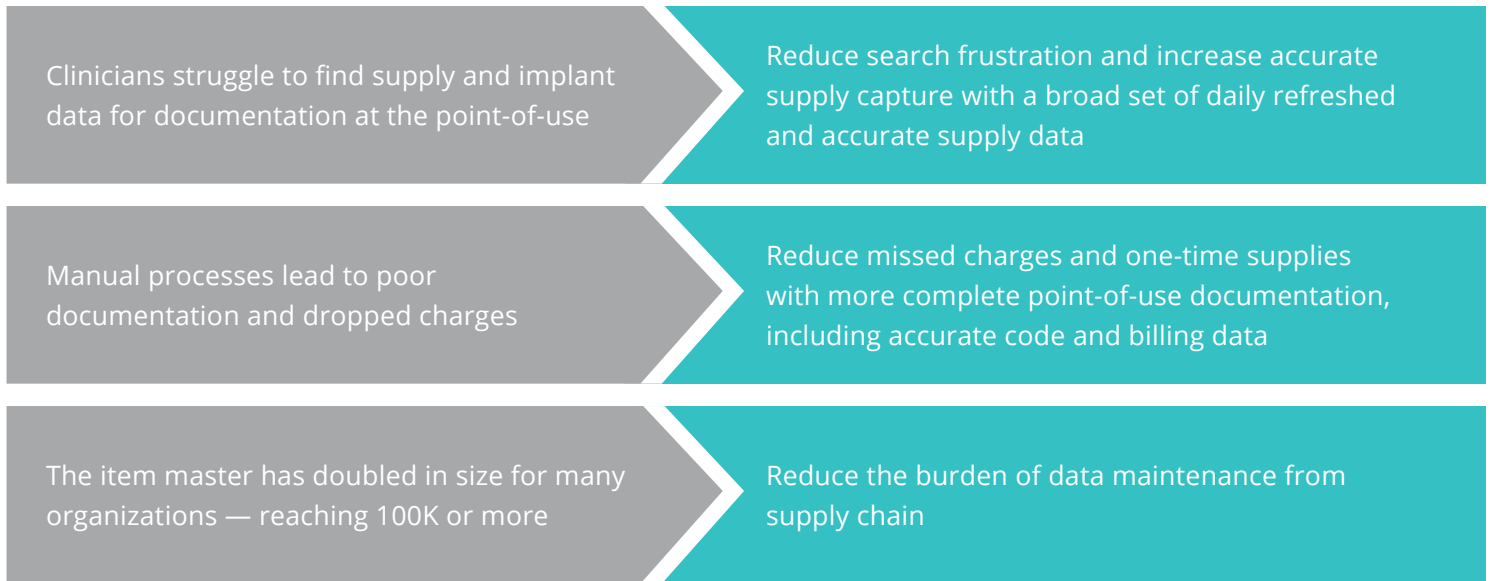 Clinicians struggle to find supply and implant
data for documentation at the point-of-use
Reduce search frustration and increase accurate
supply capture with a broad set of daily refreshed
and accurate supply data
Manual processes lead to poor
documentation and dropped charges
Reduce missed charges and one-time supplies
with more complete point-of-use documentation,
including accurate code and billing data
The item master has doubled in size for many
organizations — reaching 100K or more
Reduce the burden of data maintenance from
supply chain